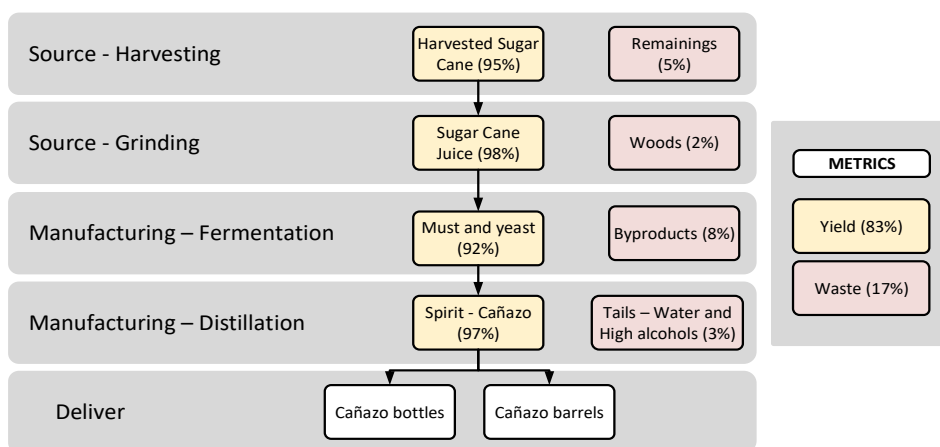 Source - Harvesting
Harvested Sugar
Cane (95%)
Remainings
(5%)
Source - Grinding
Sugar Cane
Juice (98%)
Woods (2%)
METRICS
Manufacturing – Fermentation
Must and yeast
(92%)
Byproducts (8%)
Yield (83%)
Waste (17%)
Manufacturing – Distillation
Spirit - Cañazo
(97%)
Tails – Water and
High alcohols (3%)
Deliver
Cañazo bottles
Cañazo barrels